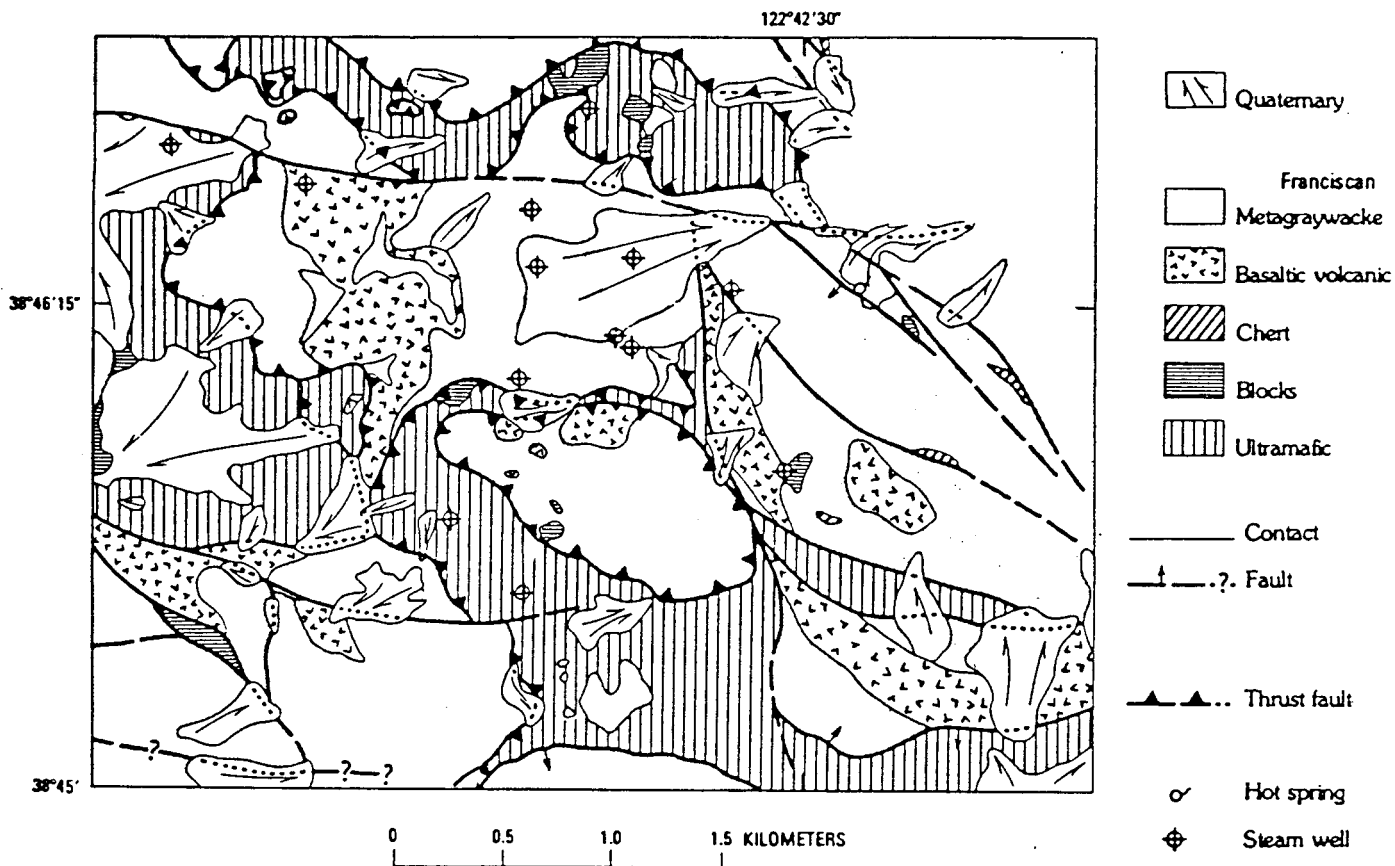 122°42'30"
38°46'15"
38°45'
?
? ?
0 0.5 1.0 1.5 KILOMETERS
Quaternary
Franciscan
Metagraywacke
Basaltic volcanic
Chert
Blocks
Ultramafic
Contact
.?. Fault
Thrust fault
Hot spring
Steam well